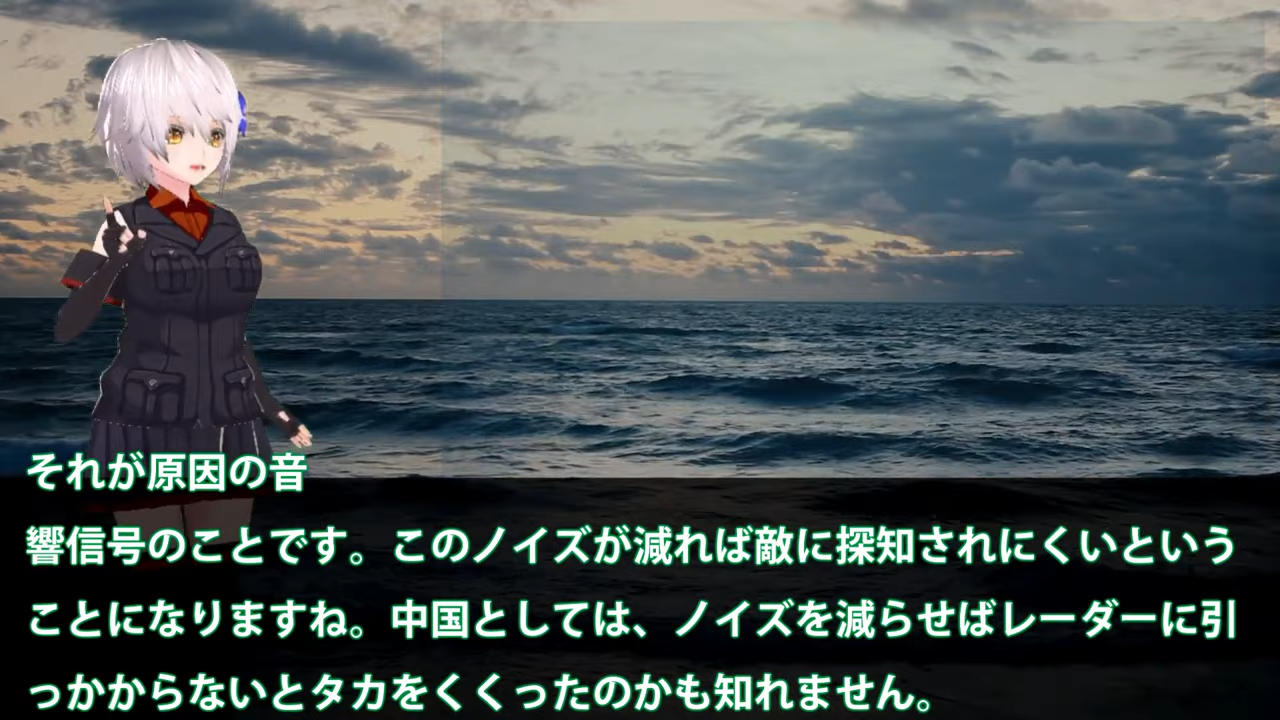 それが原因の音
響信号のことです。このノイズが減れば敵に探知されにくいという
ことになりますね。中国としては、ノイズを減らせばレーダーに引
っかからないとタカをくくったのかも知れません。